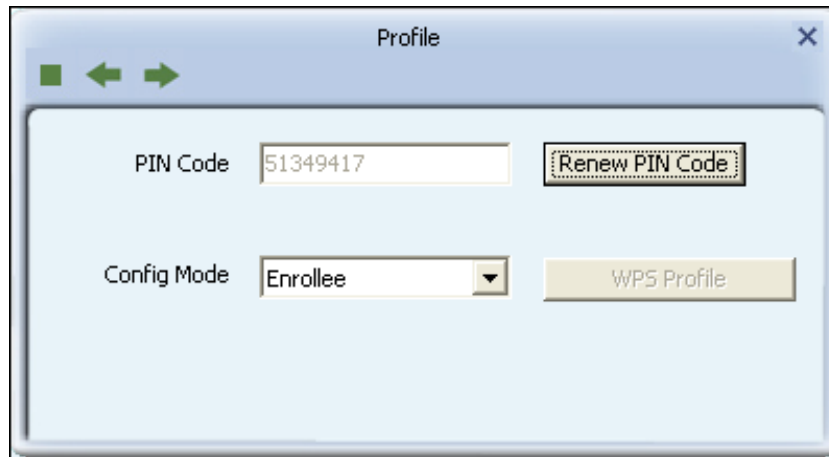 Profile
PIN Code 51349417 Renew PIN Code
Config Mode Enrollee WPS Profile